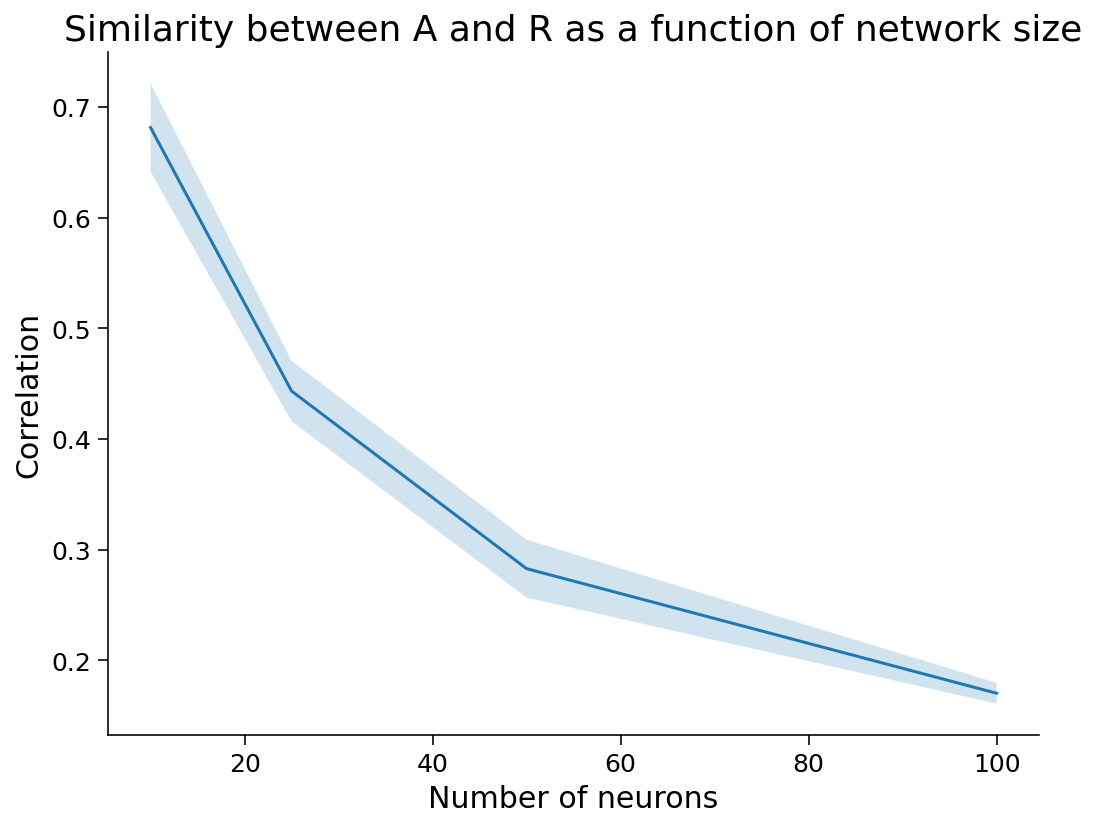 Similarity between A and R as a function of network size
0.7
0.6
0.5
0.4
0.3
0.2
Correlation
20 40 60 80 100
Number of neurons